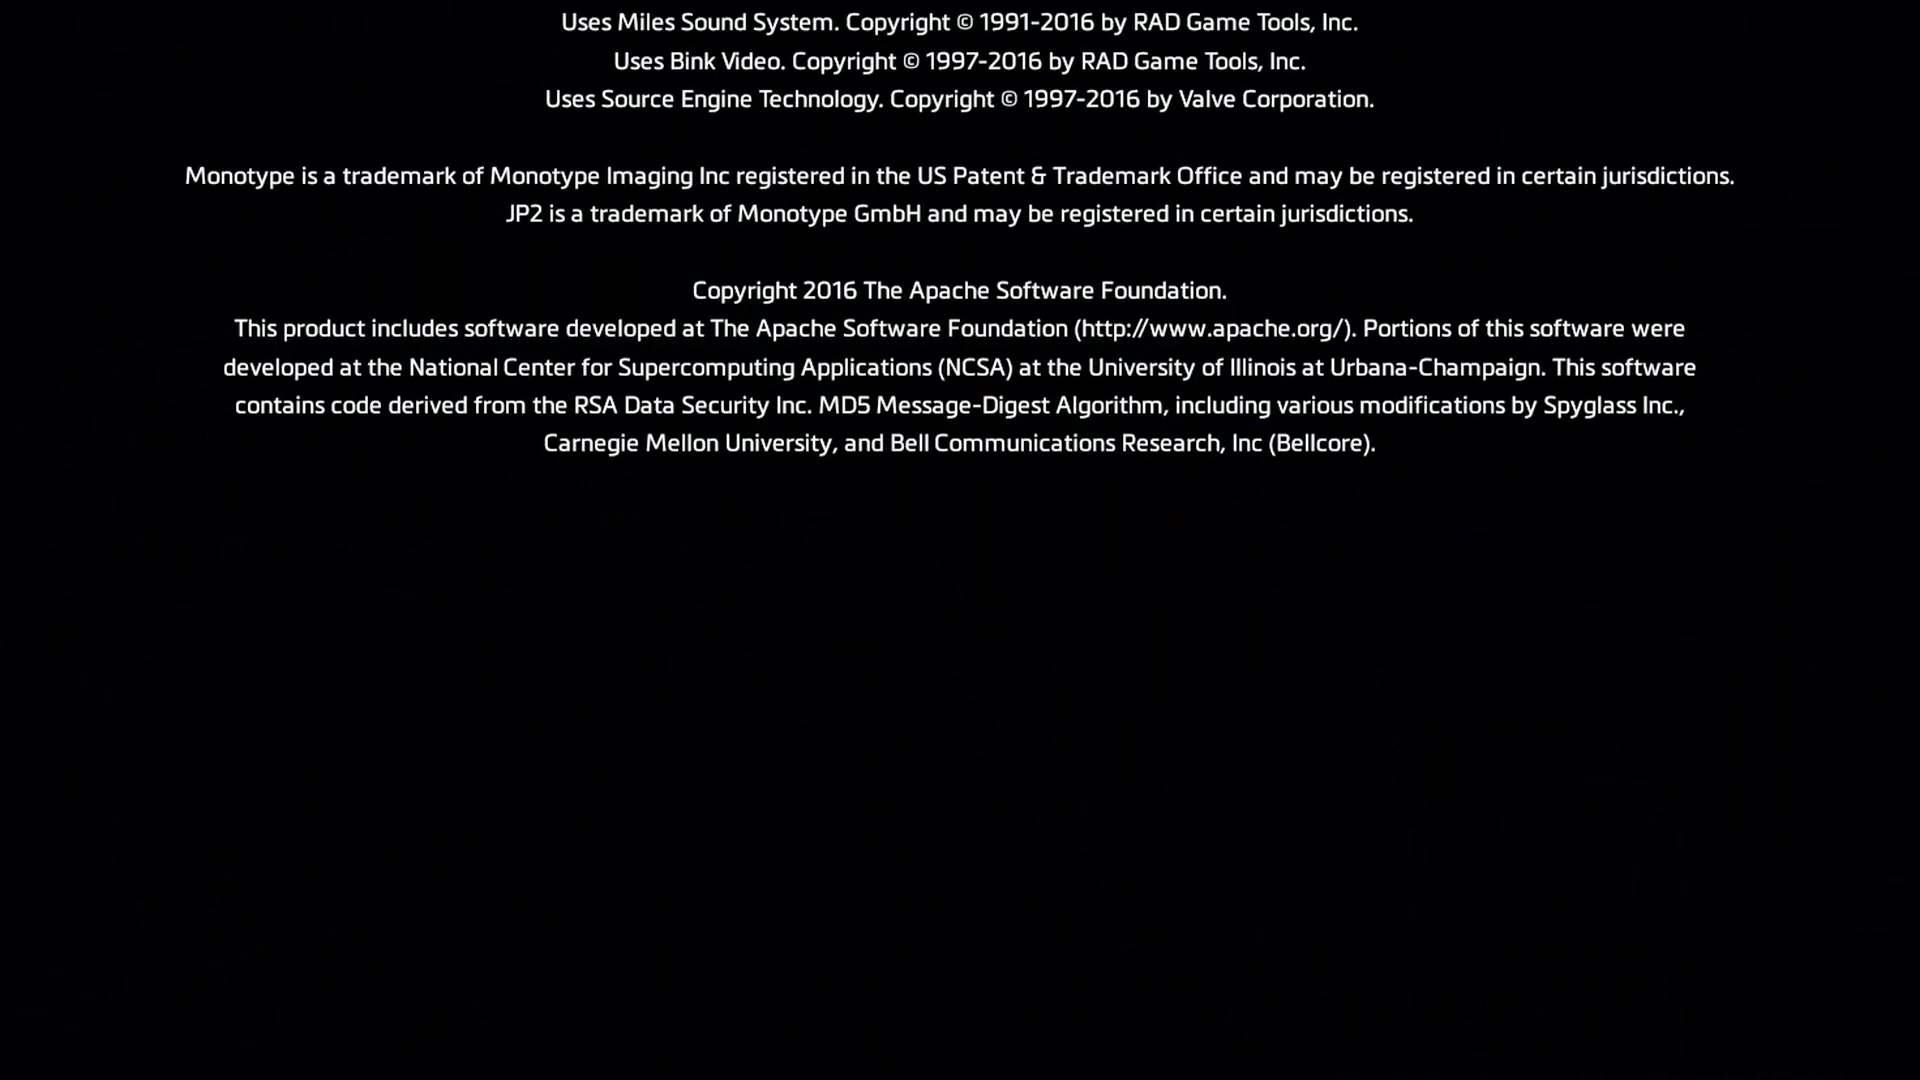 Uses Miles Sound System. Copyright © 1991-2016 by RAD Game Tools, Inc.
Uses Bink Video. Copyright © 1997-2016 by RAD Game Tools, Inc.
Uses Source Engine Technology. Copyright © 1997-2016 by Valve Corporation.
Monotype is a trademark of Monotype Imaging Inc registered in the US Patent & Trademark Office and may be registered in certain jurisdictions.
JP2 is a trademark of Monotype GmbH and may be registered in certain jurisdictions.
Copyright 2016 The Apache Software Foundation.
This product includes software developed at The Apache Software Foundation (http://www.apache.org/). Portions of this software were
developed at the National Center for Supercomputing Applications (NCSA) at the University of Illinois at Urbana-Champaign. This software
contains code derived from the RSA Data Security Inc. MD5 Message-Digest Algorithm, including various modifications by Spyglass Inc.,
Carnegie Mellon University, and Bell Communications Research, Inc (Bellcore).